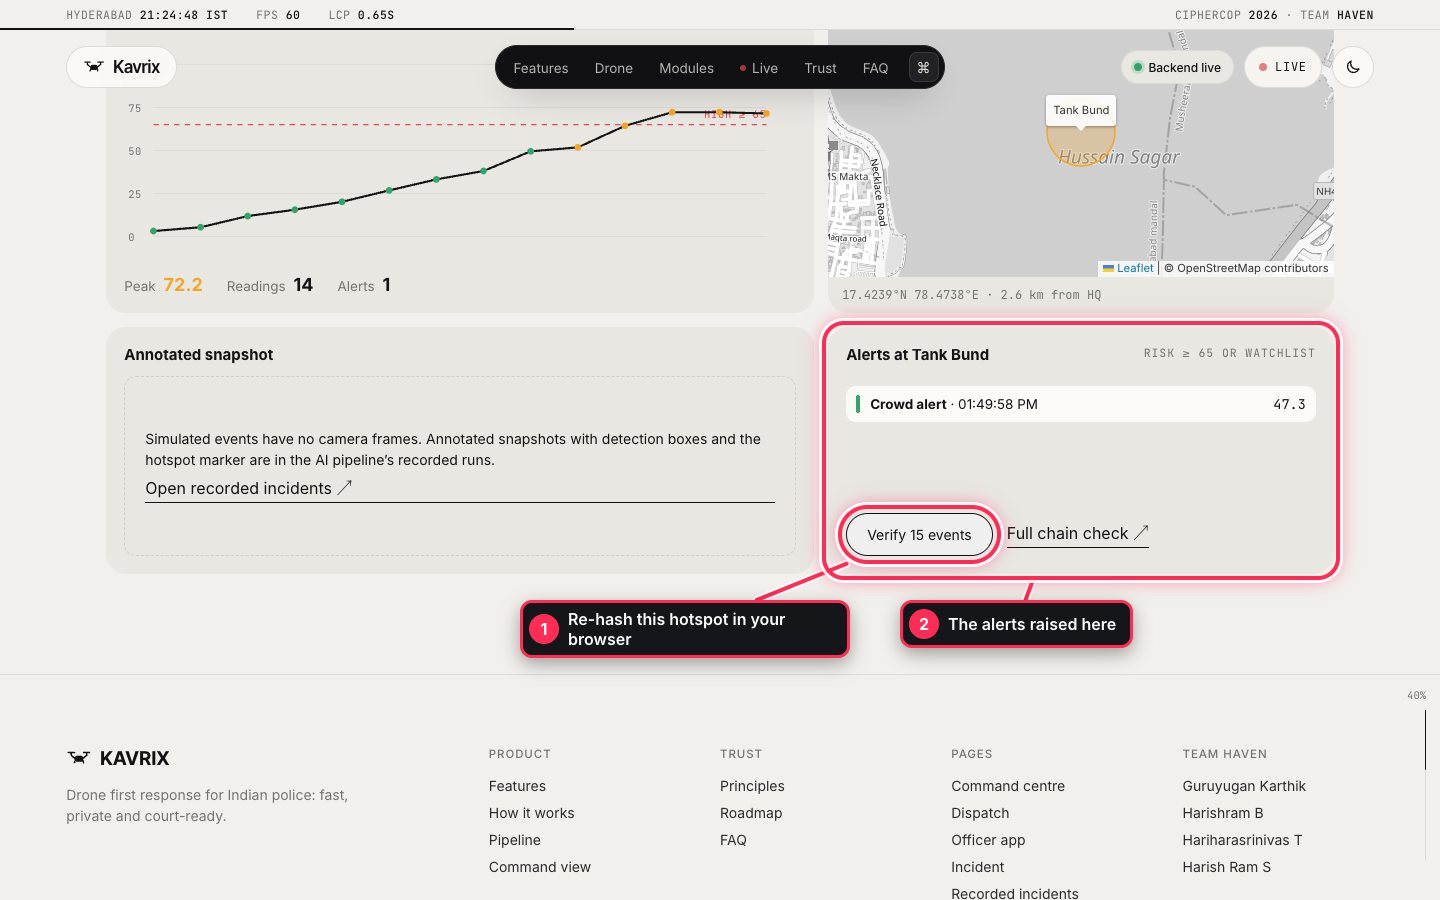 HYDERABAD 21:24:48 IST FPS 60 LCP 0.65S
CIPHERCOP 2026 · TEAM HAVEN
Kavrix
Features Drone Modules Live Trust FAQ ⌘
Backend live
LIVE
75
50
25
0
HIGH ≥ 65
Peak 72.2 Readings 14 Alerts 1
Tank Bund
Hussain Sagar
Necklace Road
MS Makta
Maqta road
NH4
Leaflet | © OpenStreetMap contributors
17.4239°N 78.4738°E · 2.6 km from HQ
Annotated snapshot
Simulated events have no camera frames. Annotated snapshots with detection boxes and the
hotspot marker are in the AI pipeline’s recorded runs.
Open recorded incidents ↗
Alerts at Tank Bund
RISK ≥ 65 OR WATCHLIST
Crowd alert · 01:49:58 PM 47.3
Verify 15 events
Full chain check ↗
1 Re-hash this hotspot in your
browser
2 The alerts raised here
40%
KAVRIX
Drone first response for Indian police: fast,
private and court-ready.
PRODUCT
Features
How it works
Pipeline
Command view
TRUST
Principles
Roadmap
FAQ
PAGES
Command centre
Dispatch
Officer app
Incident
Recorded incidents
TEAM HAVEN
Guruyugan Karthik
Harishram B
Hariharasrinivas T
Harish Ram S